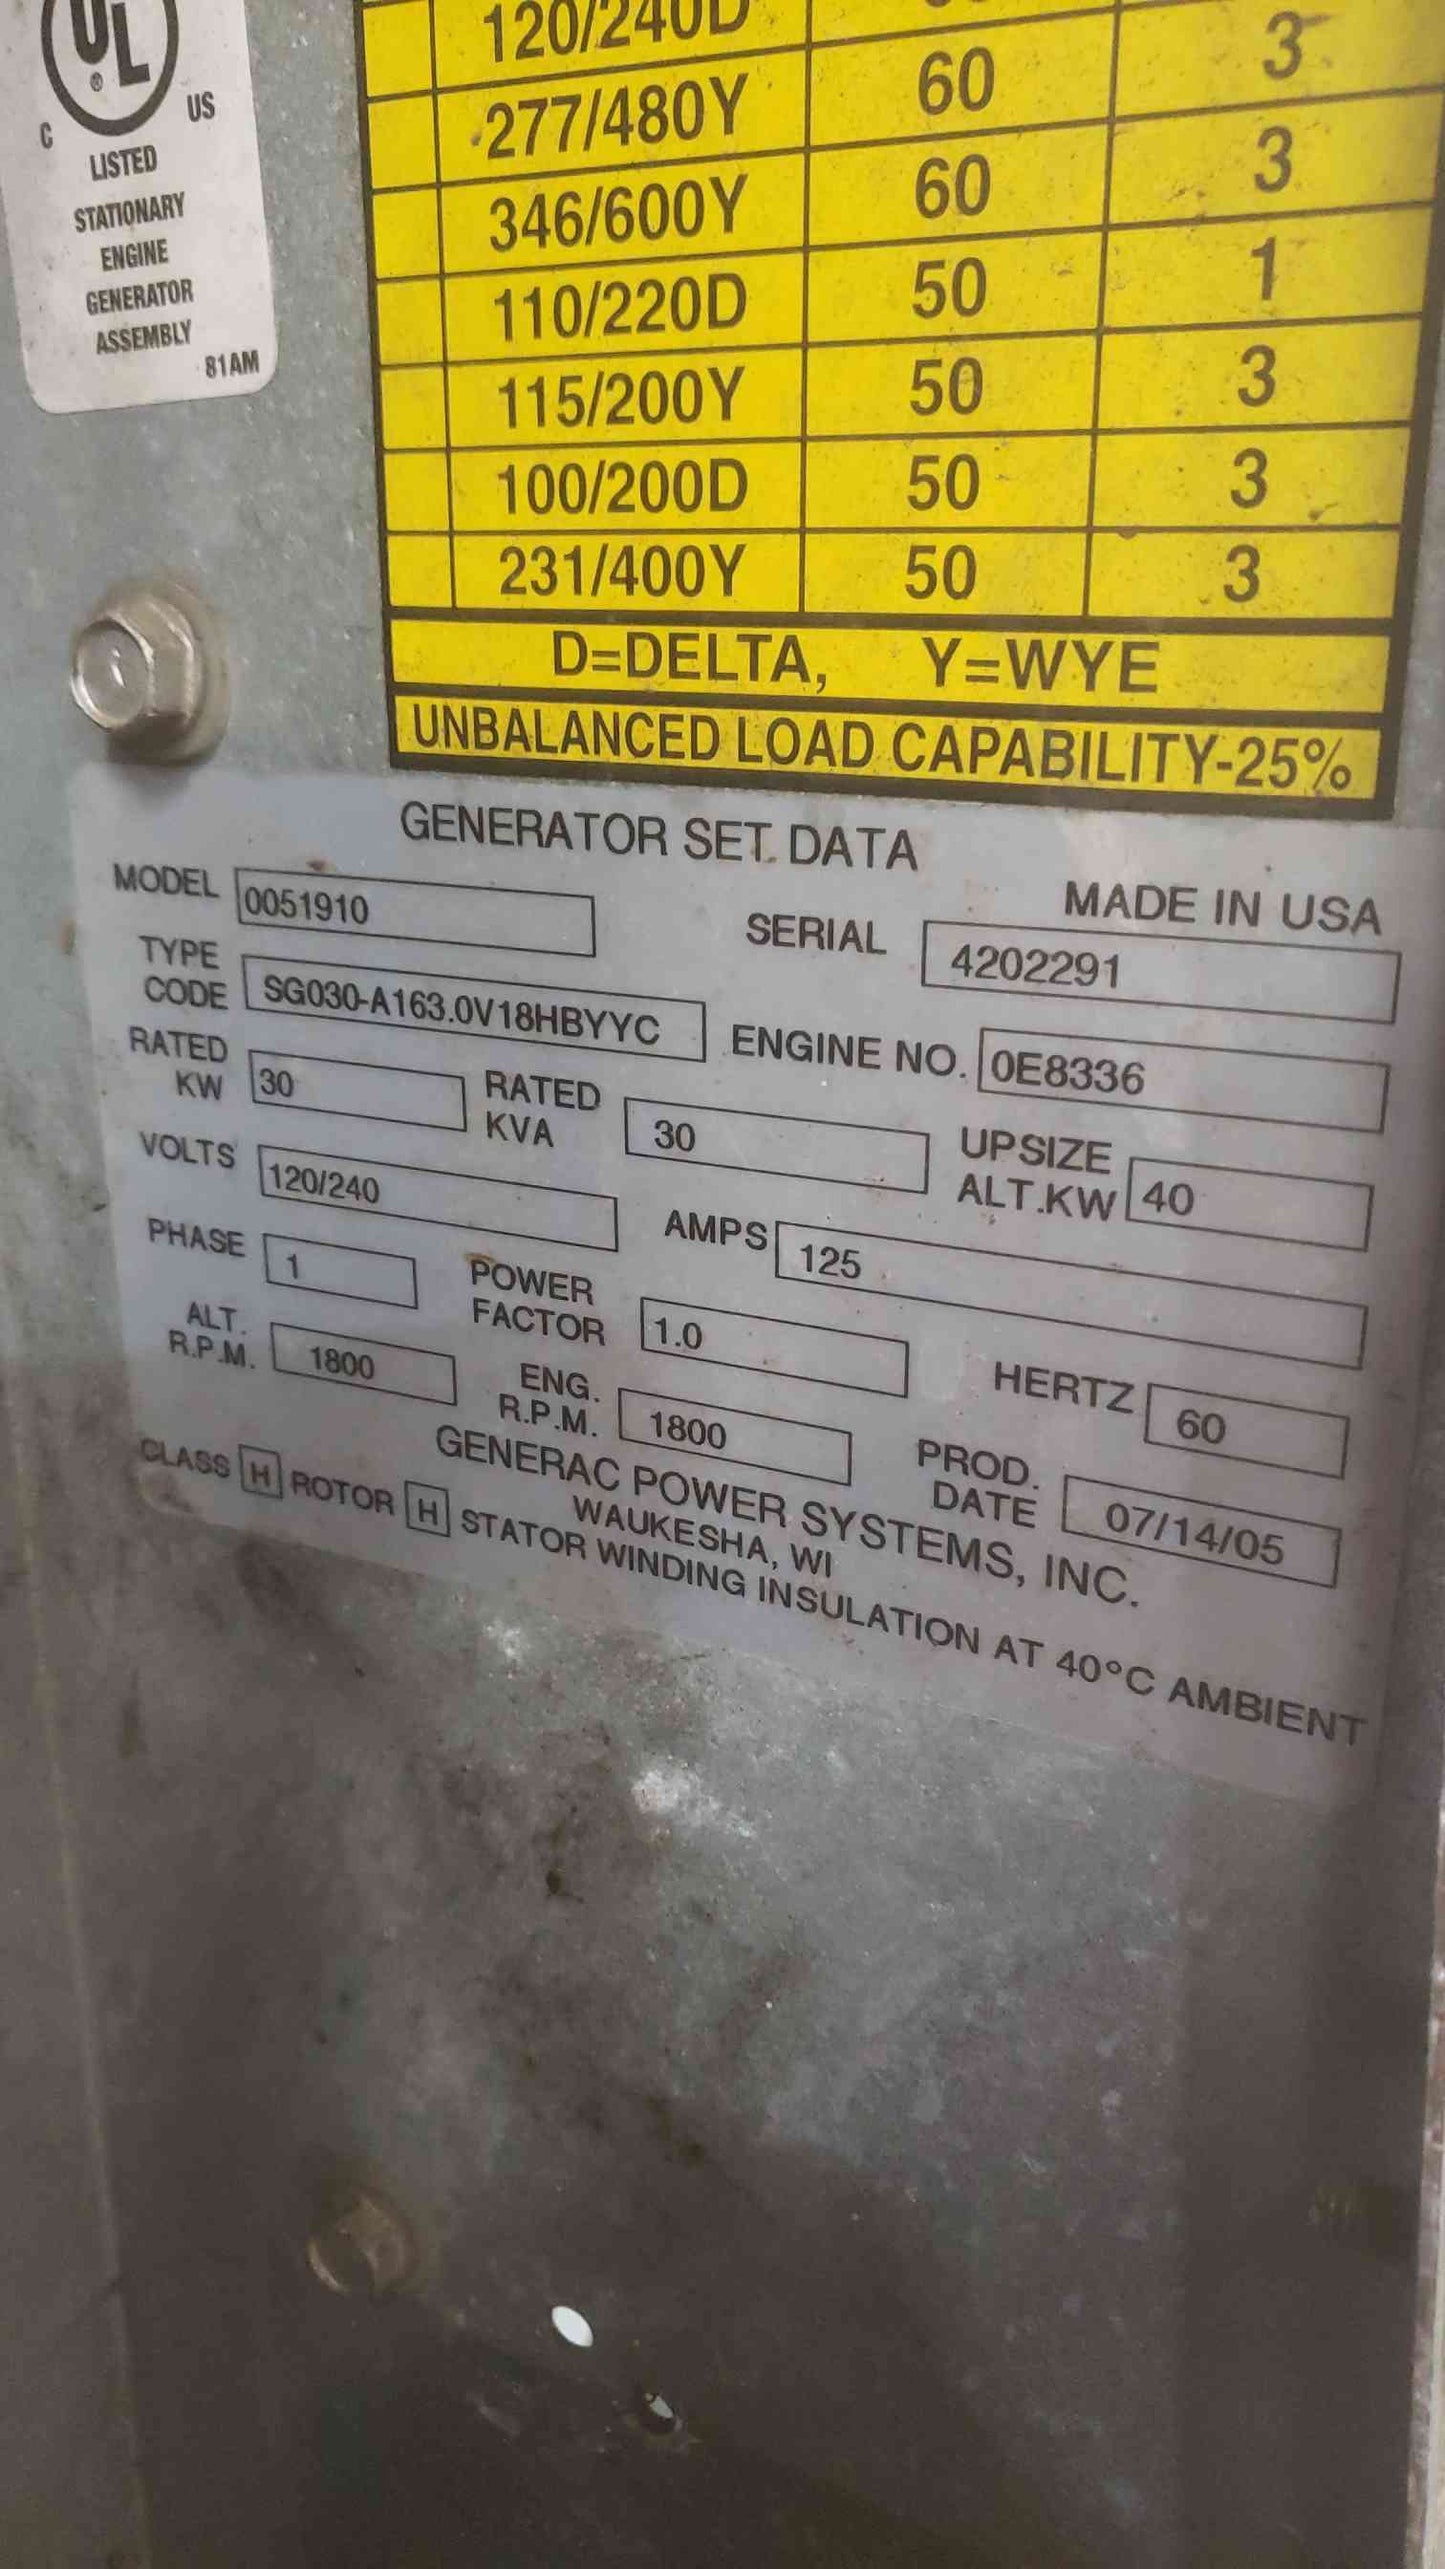 UL
®
C US
LISTED
STATIONARY
ENGINE
GENERATOR
ASSEMBLY
81AM
120/240D 3
277/480Y 60 3
346/600Y 60 3
110/220D 50 1
115/200Y 50 3
100/200D 50 3
231/400Y 50 3
D=DELTA, Y=WYE
UNBALANCED LOAD CAPABILITY-25%
GENERATOR SET DATA
MADE IN USA
MODEL 0051910 SERIAL 4202291
TYPE CODE SG030-A163.0V18HBYYC ENGINE NO. 0E8336
RATED KW 30 RATED KVA 30 UPSIZE ALT.KW 40
VOLTS 120/240 AMPS 125
PHASE 1 POWER FACTOR 1.0 HERTZ 60
ALT. R.P.M. 1800 ENG. R.P.M. 1800 PROD. DATE 07/14/05
GENERAC POWER SYSTEMS, INC.
WAUKESHA, WI
CLASS H ROTOR H STATOR WINDING INSULATION AT 40°C AMBIENT